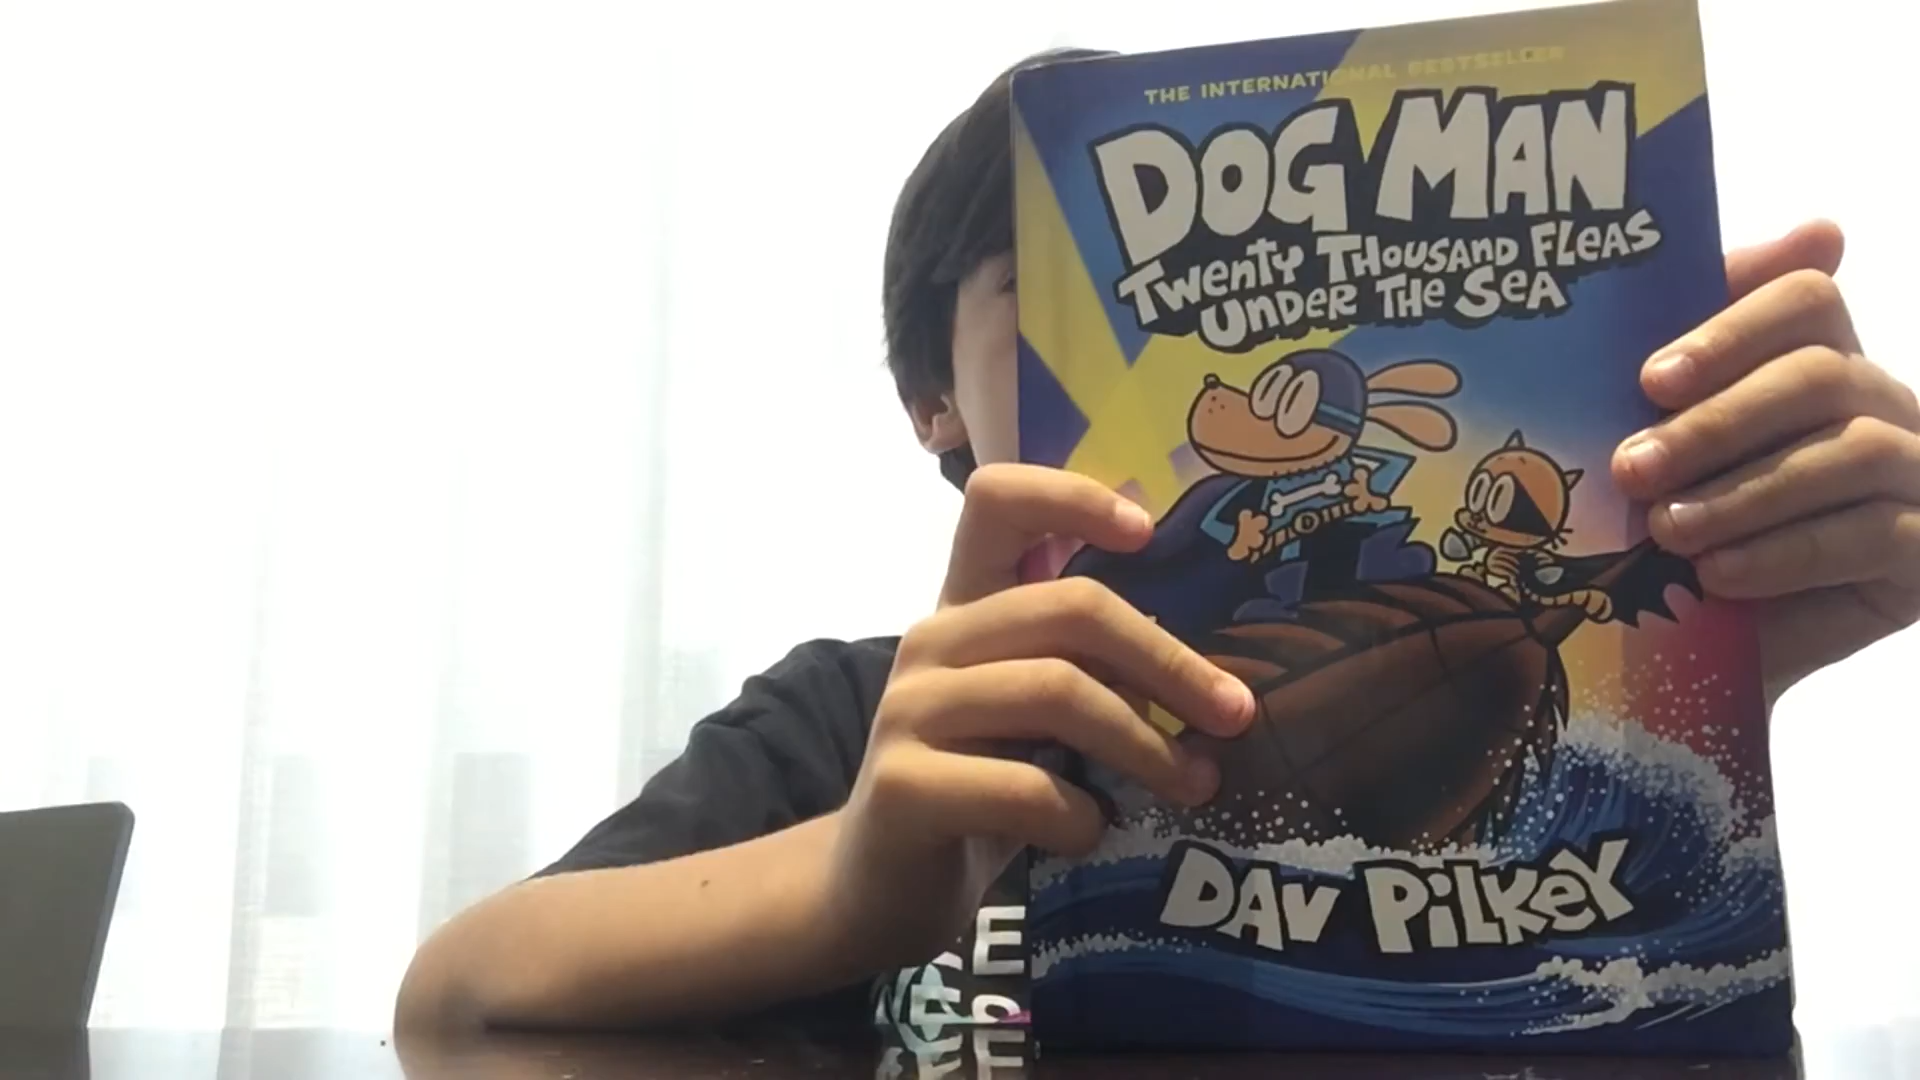 THE INTERNATIONAL BESTSELLER
DOG MAN
TWENTY THOUSAND FLEAS
UNDER THE SEA
DAV PILKEY